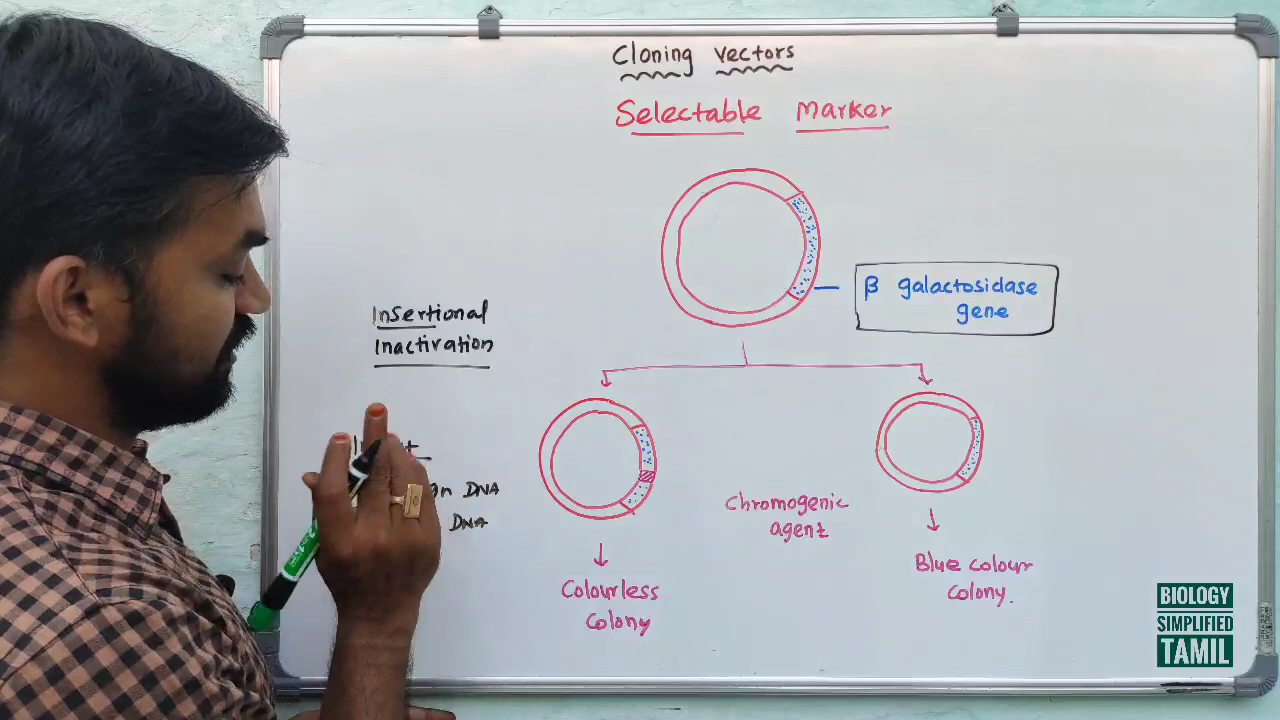 Cloning vectors
Selectable Marker
β galactosidase
gene
Insertional
Inactivation
DNA
DNA
Chromogenic
agent
Colourless
Colony
Blue colour
Colony.
BIOLOGY
SIMPLIFIED
TAMIL